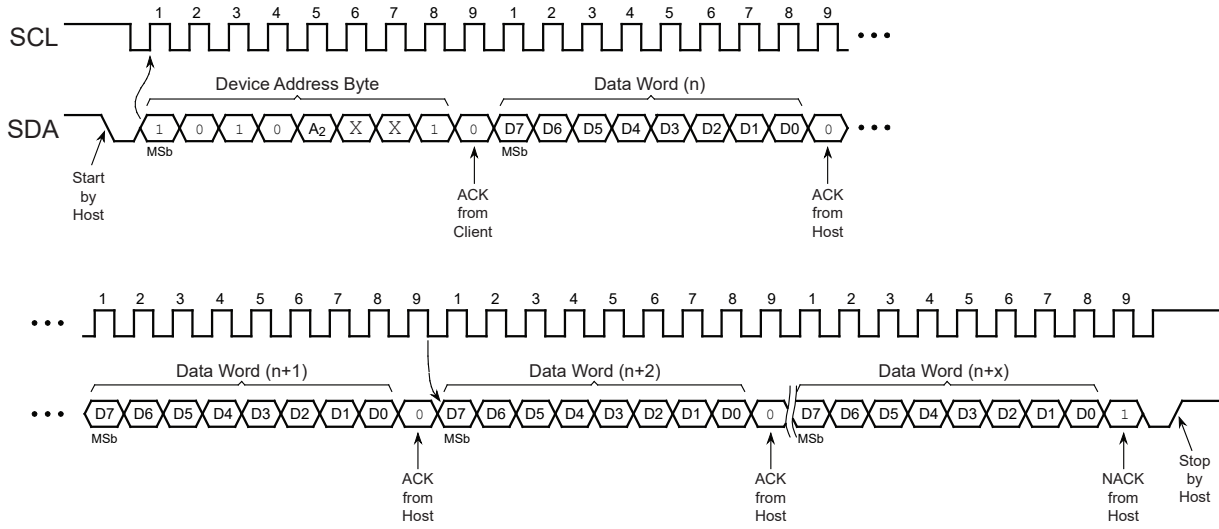 1 2 3 4 5 6 7 8 9 1 2 3 4 5 6 7 8 9
SCL
Device Address Byte Data Word (n)
SDA 1 0 1 0 A2 X X 1 0 D7 D6 D5 D4 D3 D2 D1 D0 0
MSb MSb
Start
by
Host
ACK
from
Client
ACK
from
Host
1 2 3 4 5 6 7 8 9 1 2 3 4 5 6 7 8 9 1 2 3 4 5 6 7 8 9
Data Word (n+1) Data Word (n+2) Data Word (n+x)
D7 D6 D5 D4 D3 D2 D1 D0 0 D7 D6 D5 D4 D3 D2 D1 D0 0 D7 D6 D5 D4 D3 D2 D1 D0 1
MSb MSb MSb
ACK
from
Host
ACK
from
Host
NACK
from
Host
Stop
by
Host